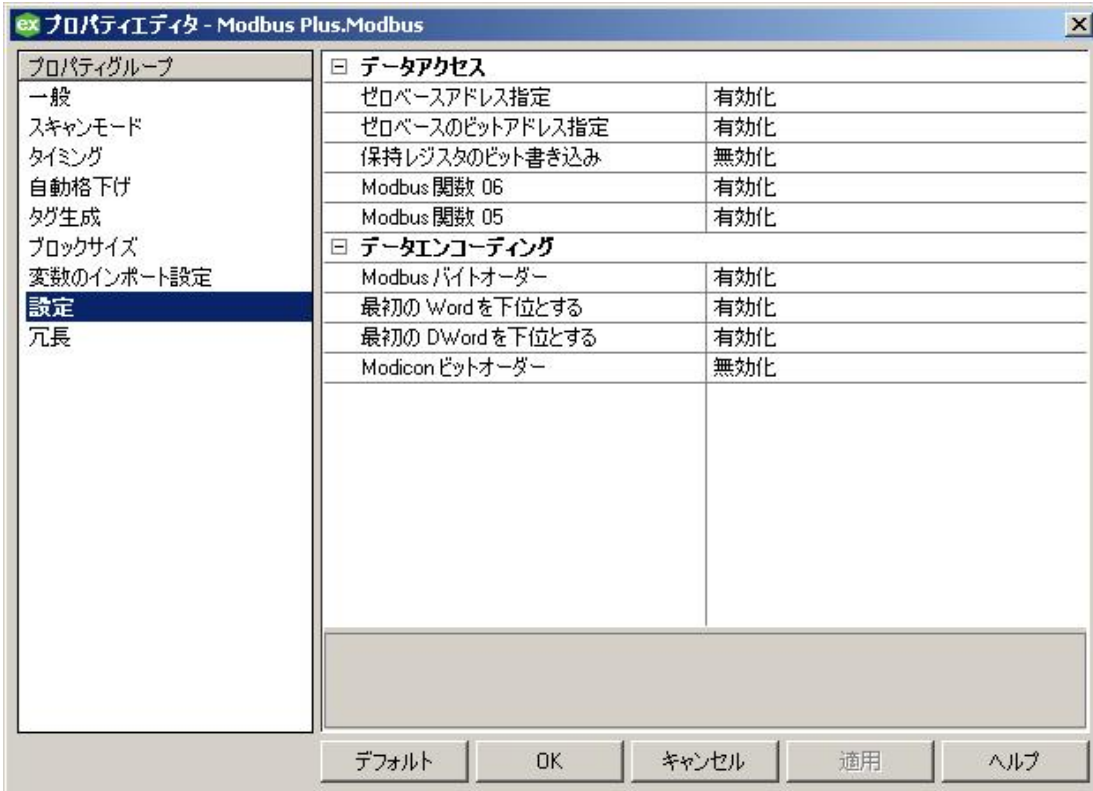 ex プロパティエディタ - Modbus Plus.Modbus
プロパティグループ
一般
スキャンモード
タイミング
自動格下げ
タグ生成
ブロックサイズ
変数のインポート設定
設定
冗長
データアクセス
ゼロベースアドレス指定 有効化
ゼロベースのビットアドレス指定 有効化
保持レジスタのビット書き込み 無効化
Modbus 関数 06 有効化
Modbus 関数 05 有効化
データエンコーディング
Modbus バイトオーダー 有効化
最初の Word を下位とする 有効化
最初の DWord を下位とする 有効化
Modicon ビットオーダー 無効化
デフォルト OK キャンセル 適用 ヘルプ